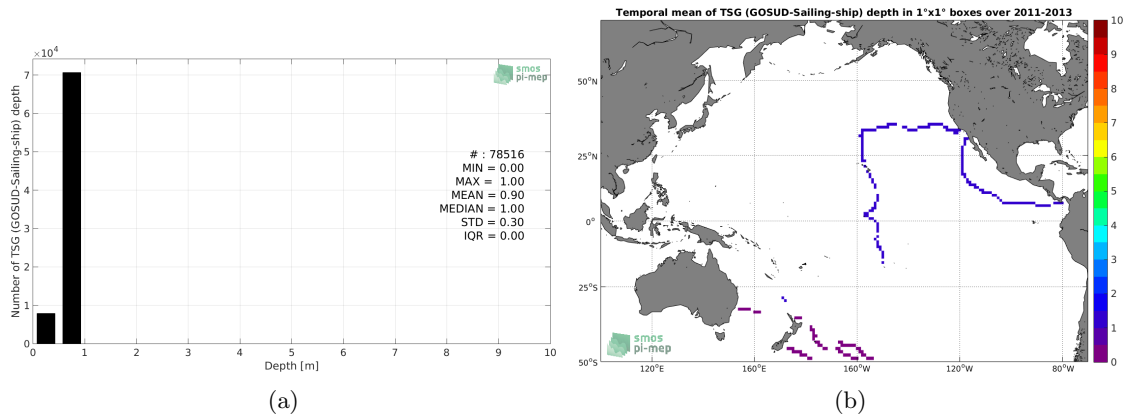 ×10⁴
7
6
5
4
3
2
1
0
Number of TSG (GOSUD-Sailing-ship) depth
smos
pi-mep
# : 78516
MIN = 0.00
MAX = 1.00
MEAN = 0.90
MEDIAN = 1.00
STD = 0.30
IQR = 0.00
0 1 2 3 4 5 6 7 8 9 10
Depth [m]
(a)
Temporal mean of TSG (GOSUD-Sailing-ship) depth in 1°x1° boxes over 2011-2013
50°N
25°N
0°
25°S
50°S
smos
pi-mep
120°E 160°E 160°W 120°W 80°W
10
9
8
7
6
5
4
3
2
1
0
(b)